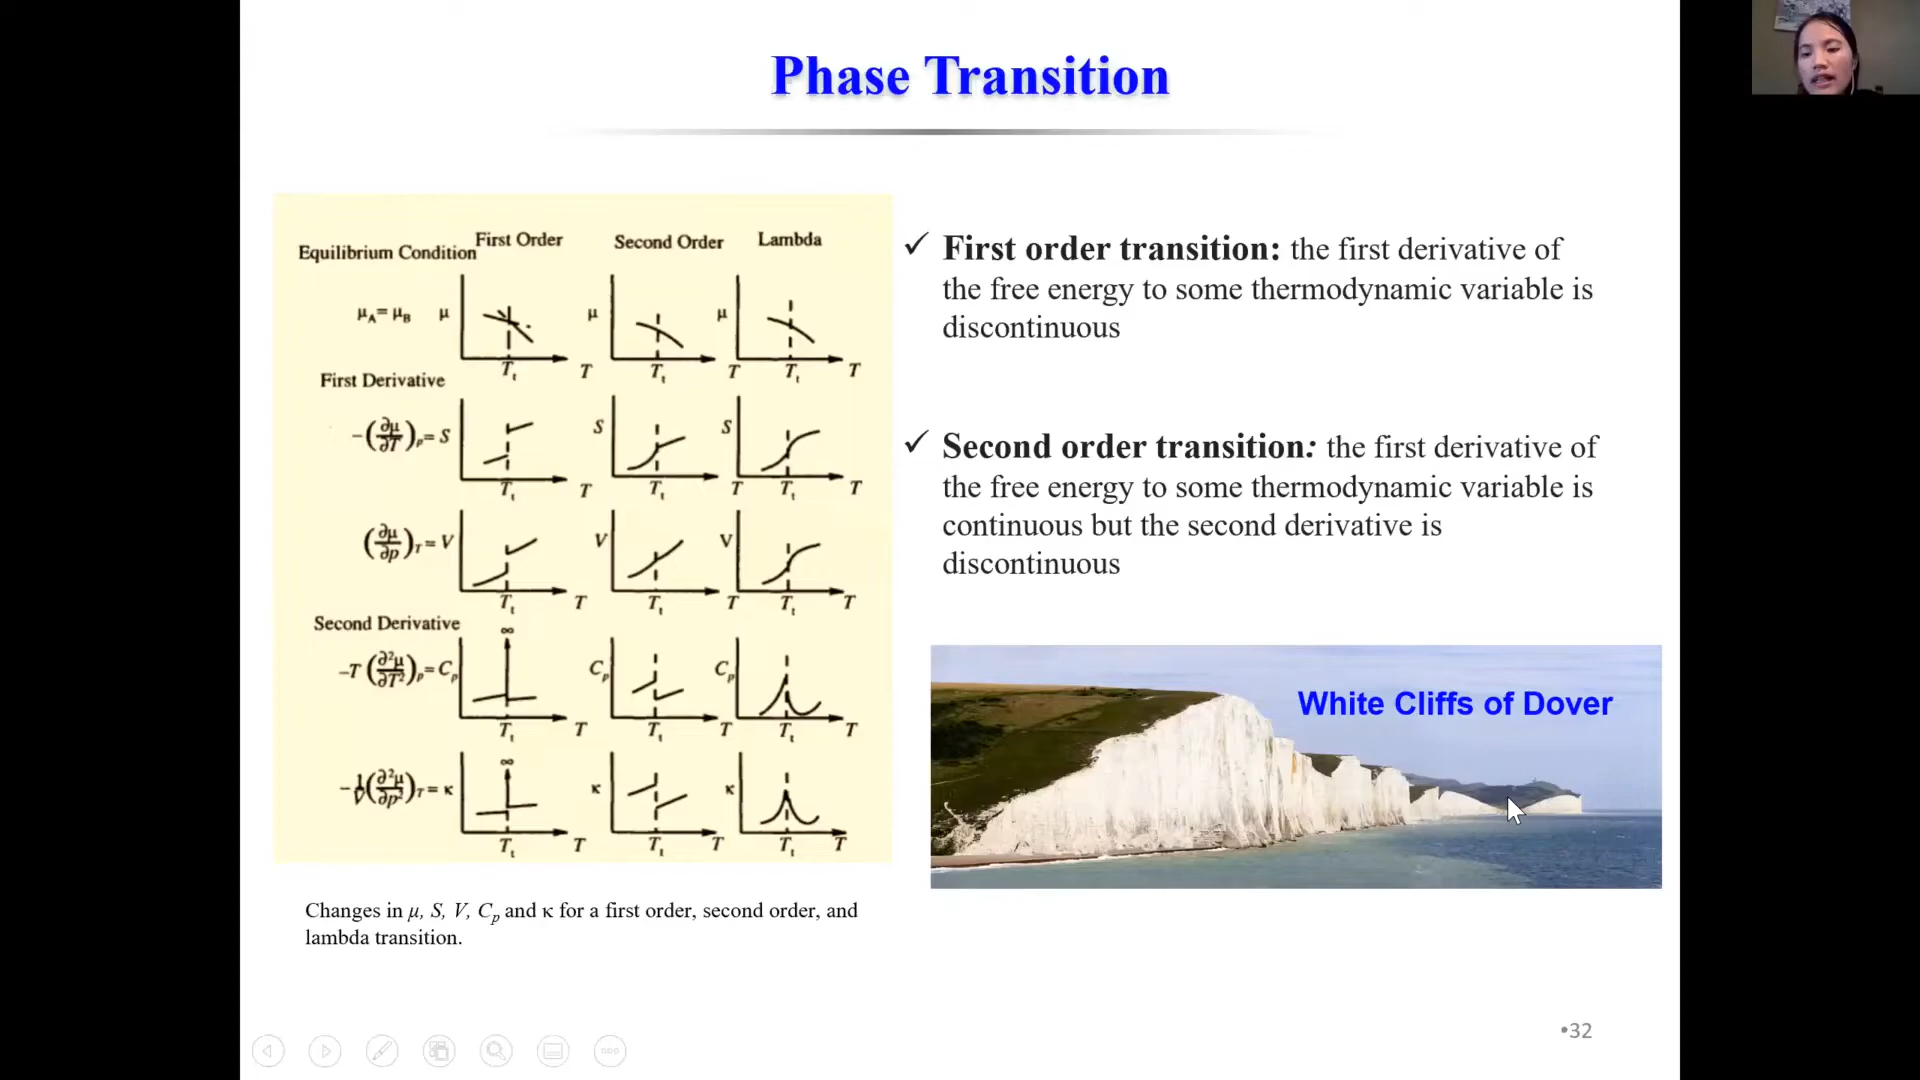 Phase Transition
Equilibrium Condition First Order Second Order Lambda
μA = μB μ μ μ
Tt T Tt T Tt T
First Derivative
−(∂μ/∂T)p = S S S
Tt T Tt T Tt T
(∂μ/∂p)T = V V V
Tt T Tt T Tt T
Second Derivative
∞
−T(∂²μ/∂T²)p = Cp Cp Cp
Tt T Tt T Tt T
∞
−1/V(∂²μ/∂p²)T = κ κ κ
Tt T Tt T Tt T
Changes in μ, S, V, Cp and κ for a first order, second order, and
lambda transition.
✓ First order transition: the first derivative of
the free energy to some thermodynamic variable is
discontinuous
✓ Second order transition: the first derivative of
the free energy to some thermodynamic variable is
continuous but the second derivative is
discontinuous
White Cliffs of Dover
•32